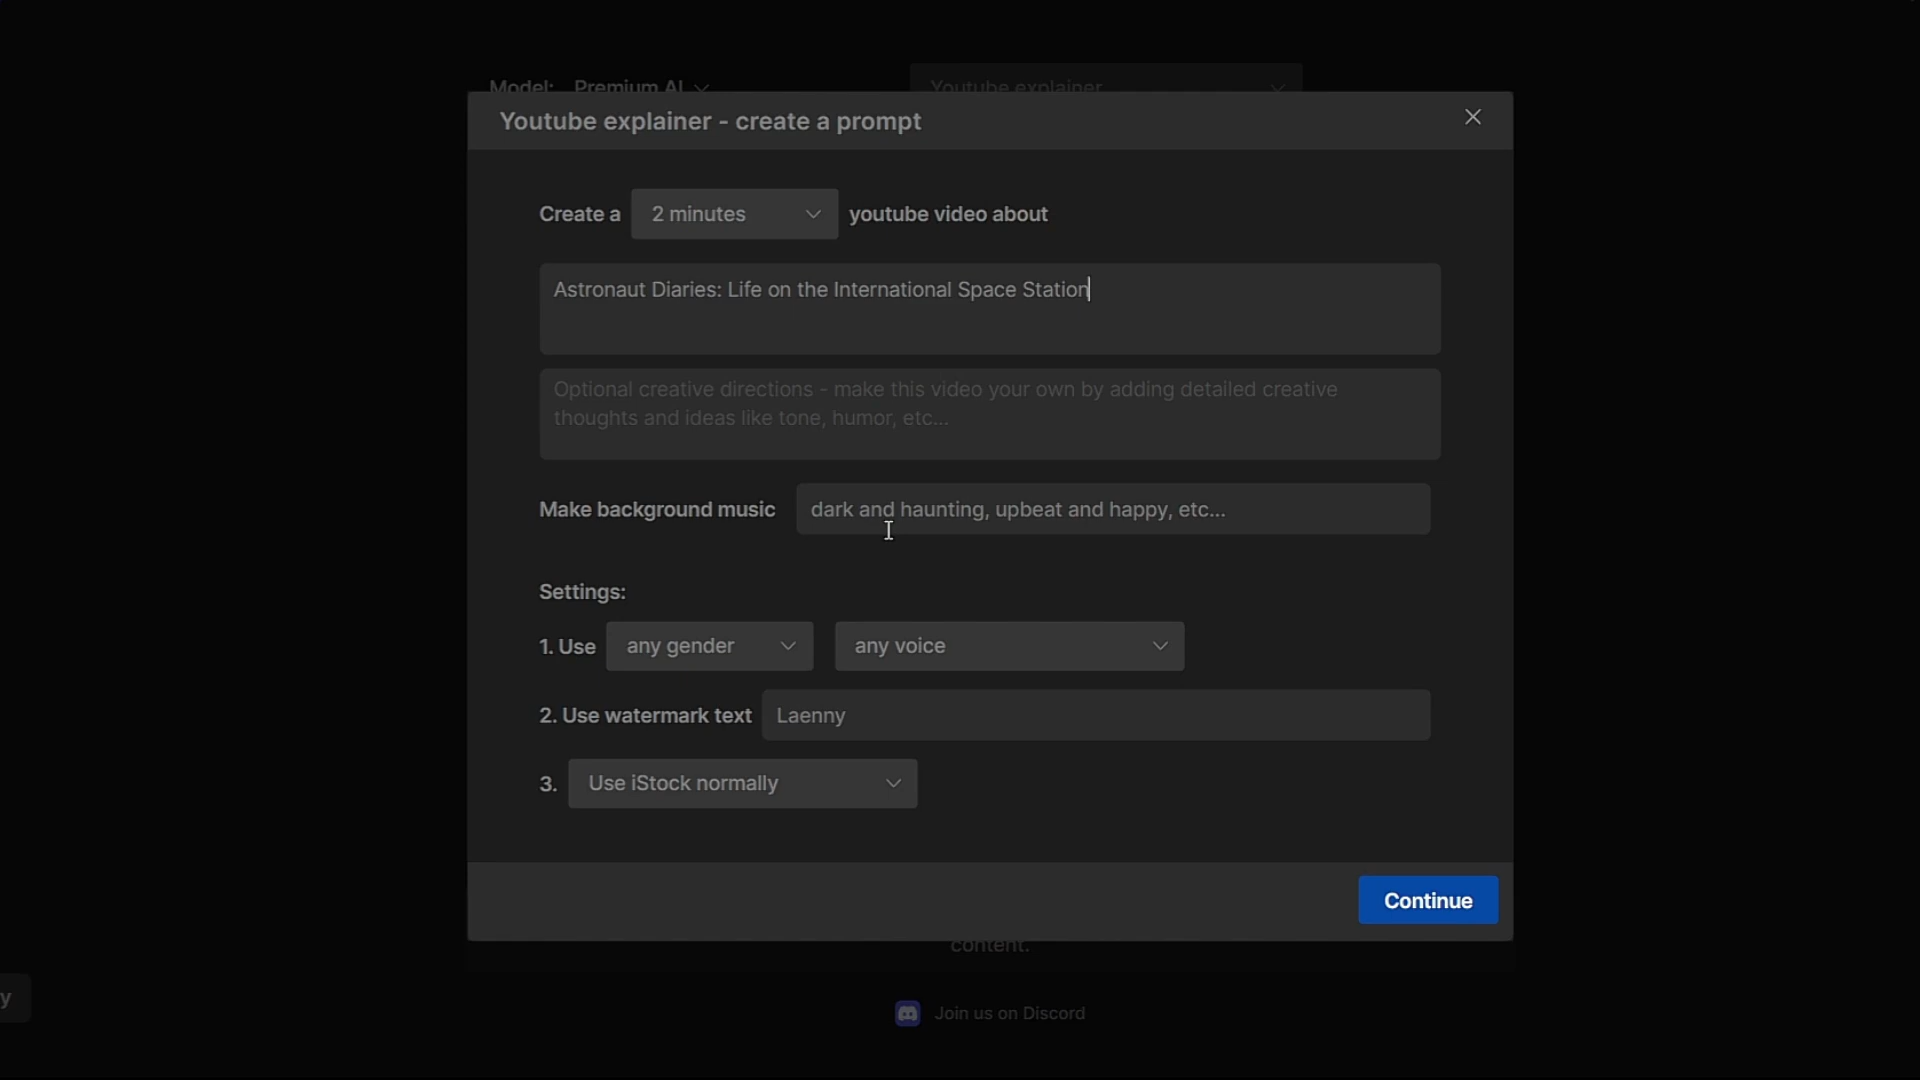 Model: Premium AI
Youtube explainer
Youtube explainer - create a prompt
Create a 2 minutes youtube video about
Astronaut Diaries: Life on the International Space Station
Optional creative directions - make this video your own by adding detailed creative
thoughts and ideas like tone, humor, etc...
Make background music dark and haunting, upbeat and happy, etc...
Settings:
1. Use any gender any voice
2. Use watermark text Laenny
3. Use iStock normally
Continue
content.
y
Join us on Discord